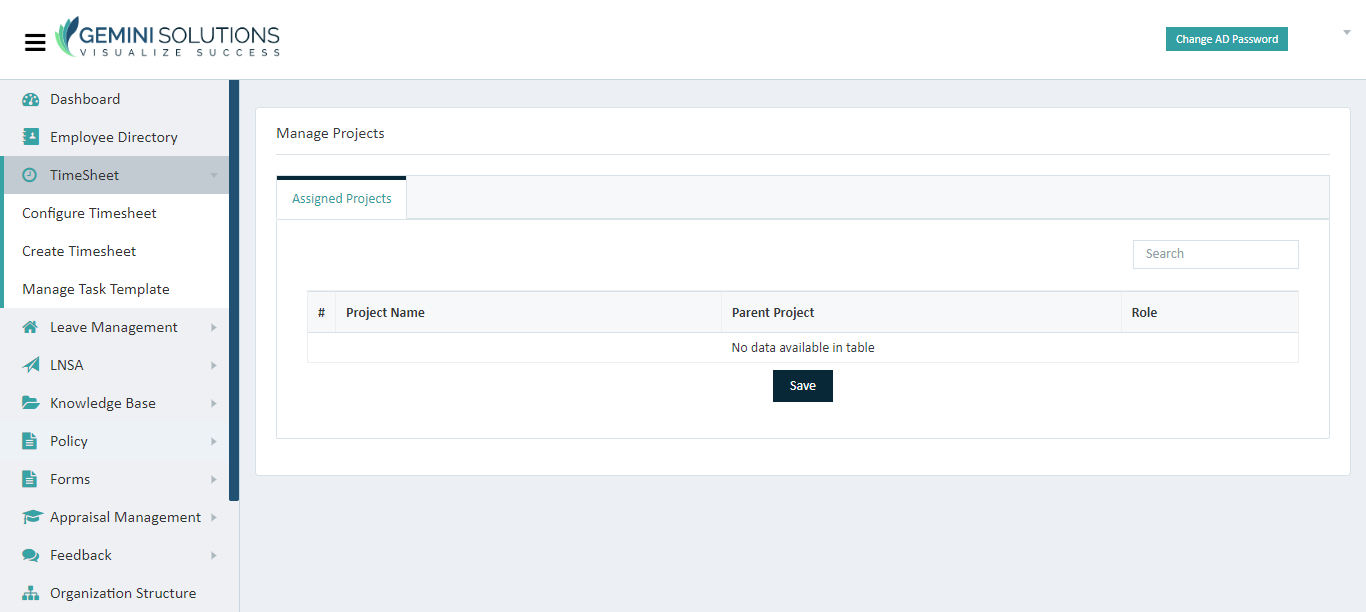 GEMINI SOLUTIONS
VISUALIZE SUCCESS
Change AD Password
Dashboard
Employee Directory
TimeSheet
Configure Timesheet
Create Timesheet
Manage Task Template
Leave Management
LNSA
Knowledge Base
Policy
Forms
Appraisal Management
Feedback
Organization Structure
Manage Projects
Assigned Projects
Search
# Project Name Parent Project Role
No data available in table
Save